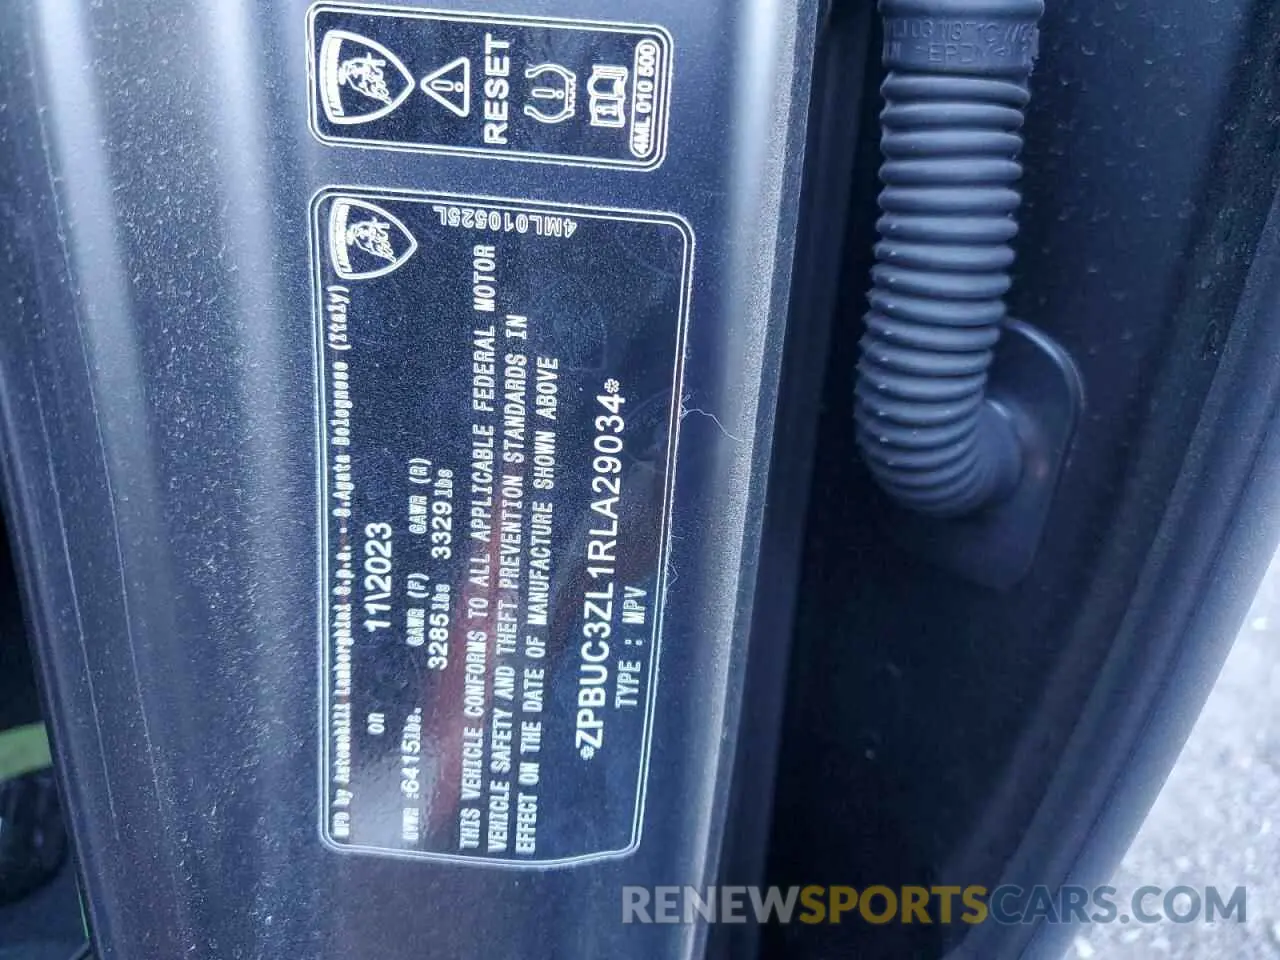 RESET
4ML 010 500
LAMBORGHINI
4ML010525L
MFD by Automobili Lamborghini S.p.A. - S.Agata Bolognese (Italy)
on 11\2023
GVWR :6415lbs. GAWR (F) GAWR (R)
3285lbs 3329lbs
THIS VEHICLE CONFORMS TO ALL APPLICABLE FEDERAL MOTOR
VEHICLE SAFETY AND THEFT PREVENTION STANDARDS IN
EFFECT ON THE DATE OF MANUFACTURE SHOWN ABOVE
*ZPBUC3ZL1RLA29034*
TYPE : MPV
RENEWSPORTSCARS.COM